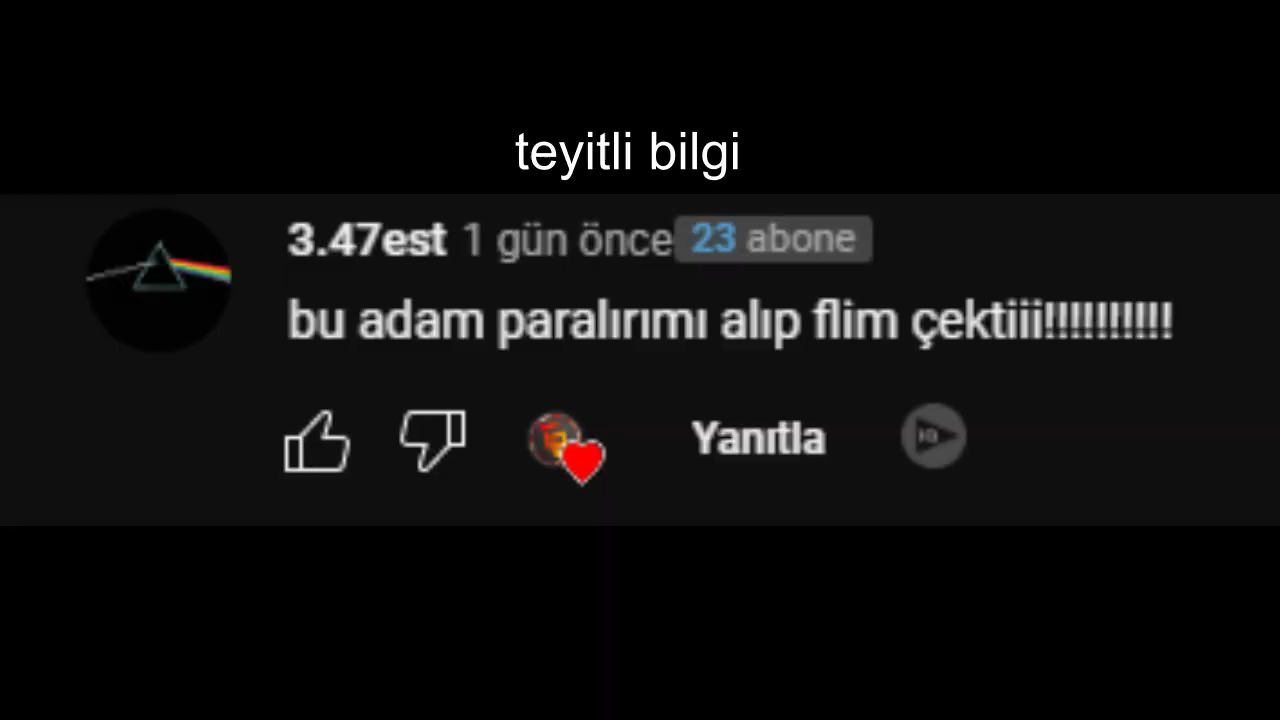 teyitli bilgi
3.47est 1 gün önce 23 abone
bu adam paralırımı alıp flim çektiii!!!!!!!!!!
Yanıtla